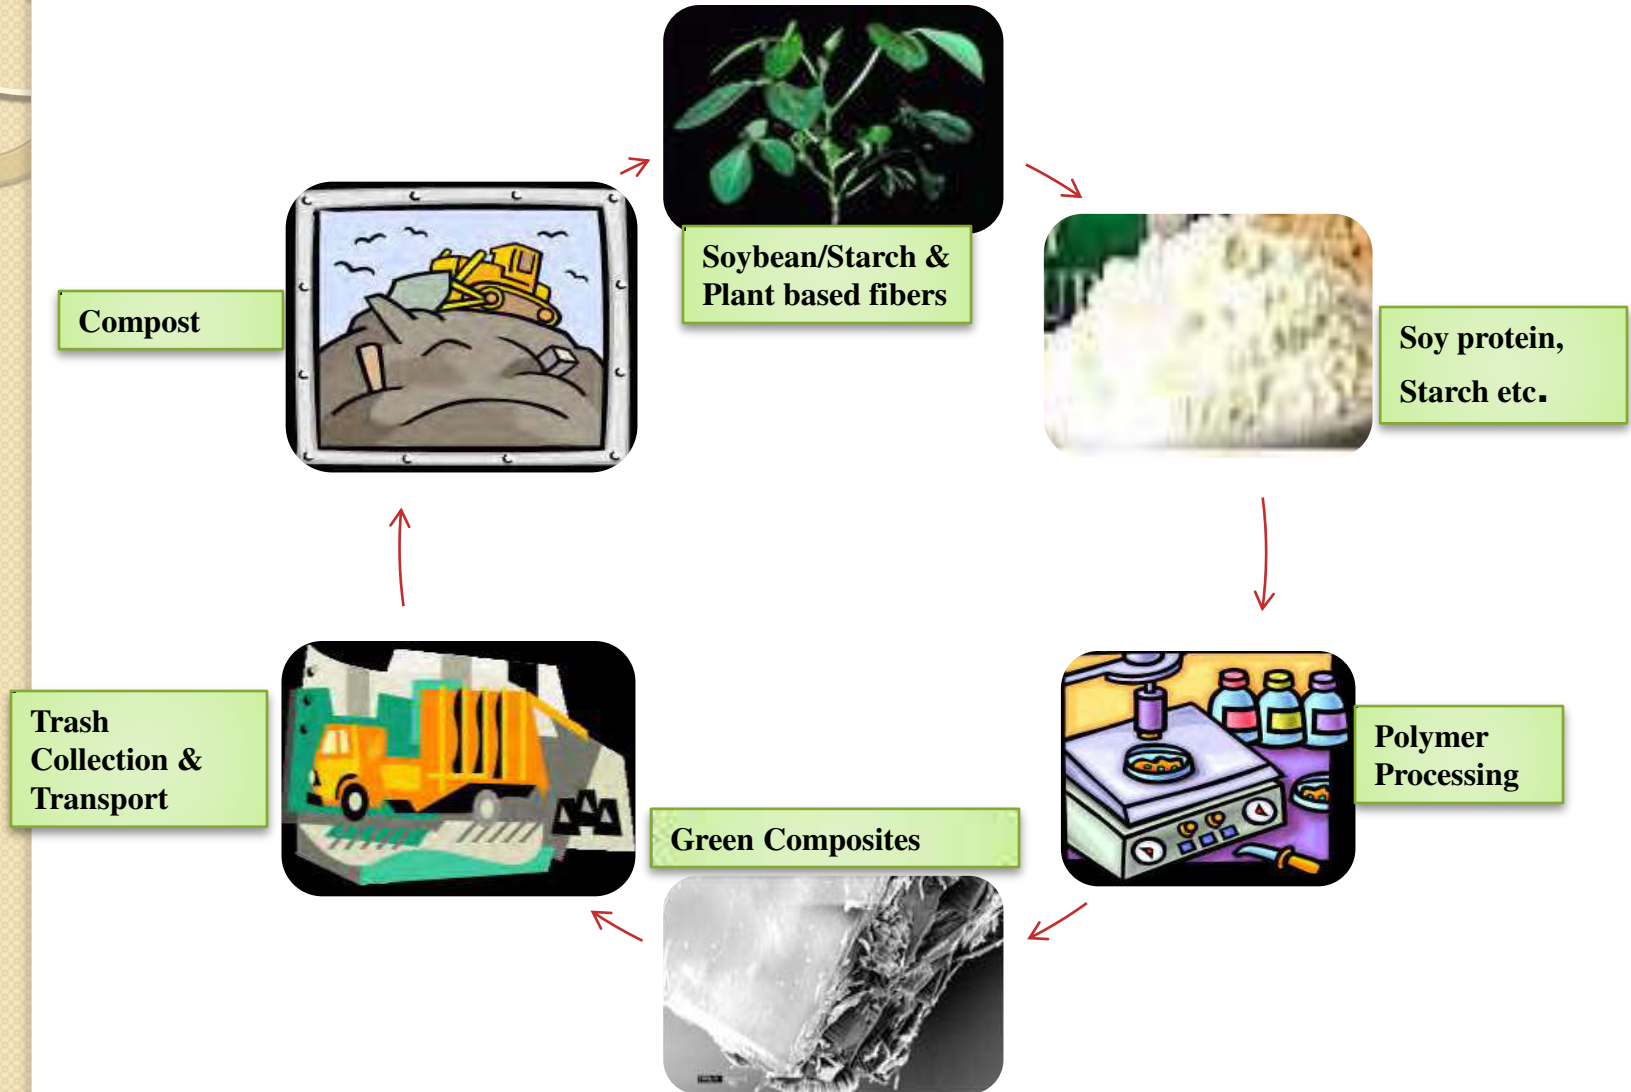 Soybean/Starch &
Plant based fibers
Soy protein,
Starch etc.
Polymer
Processing
Green Composites
Trash
Collection &
Transport
Compost